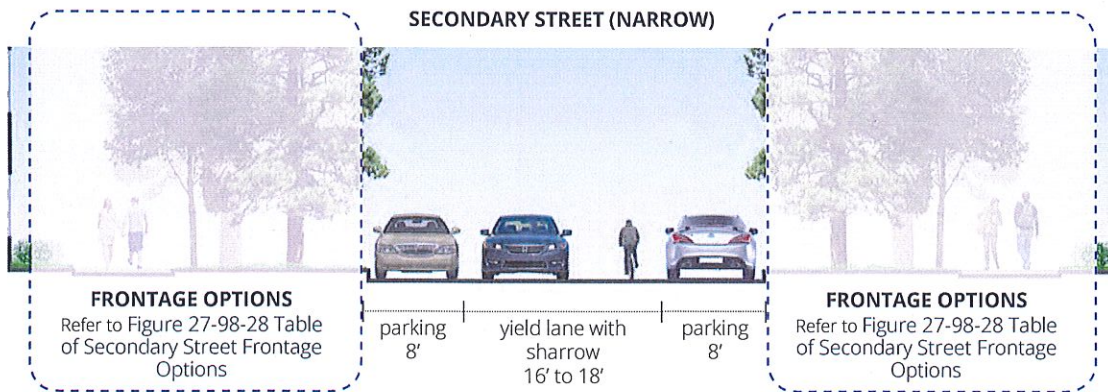 SECONDARY STREET (NARROW)
FRONTAGE OPTIONS
Refer to Figure 27-98-28 Table
of Secondary Street Frontage
Options
parking
8'
yield lane with
sharrow
16' to 18'
parking
8'
FRONTAGE OPTIONS
Refer to Figure 27-98-28 Table
of Secondary Street Frontage
Options